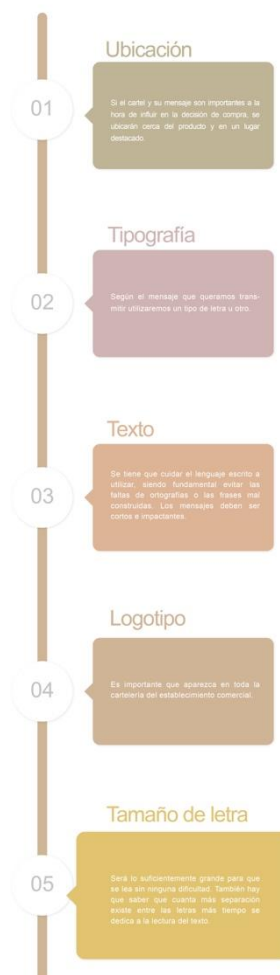 Ubicación
01
Si el cartel y su mensaje son importantes a la
hora de influir en la decisión de compra, se
ubicarán cerca del producto y en un lugar
destacado.
Tipografía
02
Según el mensaje que queramos trans-
mitir utilizaremos un tipo de letra u otro.
Texto
03
Se tiene que cuidar el lenguaje escrito a
utilizar, siendo fundamental evitar las
faltas de ortografías o las frases mal
construidas. Los mensajes deben ser
cortos e impactantes.
Logotipo
04
Es importante que aparezca en toda la
cartelería del establecimiento comercial.
Tamaño de letra
05
Será lo suficientemente grande para que
se lea sin ninguna dificultad. También hay
que saber que cuanta más separación
existe entre las letras más tiempo se
dedica a la lectura del texto.